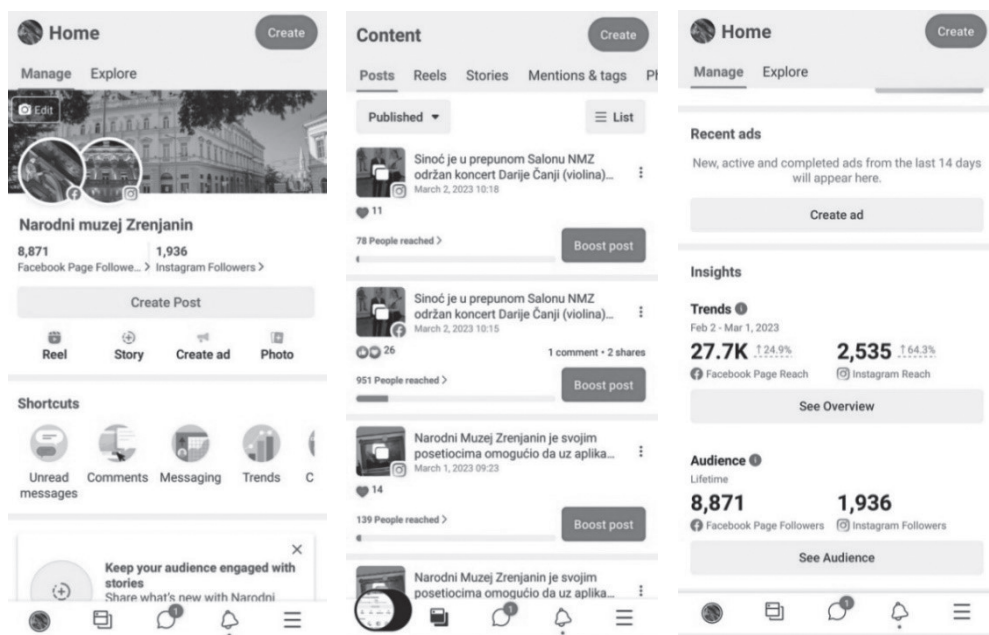 Home
Create
Manage Explore
Edit
Narodni muzej Zrenjanin
8,871 1,936
Facebook Page Followe... > Instagram Followers >
Create Post
Reel Story Create ad Photo
Shortcuts
Unread messages Comments Messaging Trends C
Keep your audience engaged with
stories
Share what's new with Narodni
1
Content
Create
Posts Reels Stories Mentions & tags
Published
List
Sinoć je u prepunom Salonu NMZ
održan koncert Darije Čanji (violina)...
March 2, 2023 10:18
11
78 People reached >
Boost post
Sinoć je u prepunom Salonu NMZ
održan koncert Darije Čanji (violina)...
March 2, 2023 10:15
26
1 comment • 2 shares
951 People reached >
Boost post
Narodni Muzej Zrenjanin je svojim
posetiocima omogućio da uz aplika...
March 1, 2023 09:23
14
139 People reached >
Boost post
Narodni Muzej Zrenjanin je svojim
posetiocima omogućio da uz aplika...
1
Home
Create
Manage Explore
Recent ads
New, active and completed ads from the last 14 days
will appear here.
Create ad
Insights
Trends
Feb 2 - Mar 1, 2023
27.7K ↑24.9% 2,535 ↑64.3%
Facebook Page Reach Instagram Reach
See Overview
Audience
Lifetime
8,871 1,936
Facebook Page Followers Instagram Followers
See Audience
1